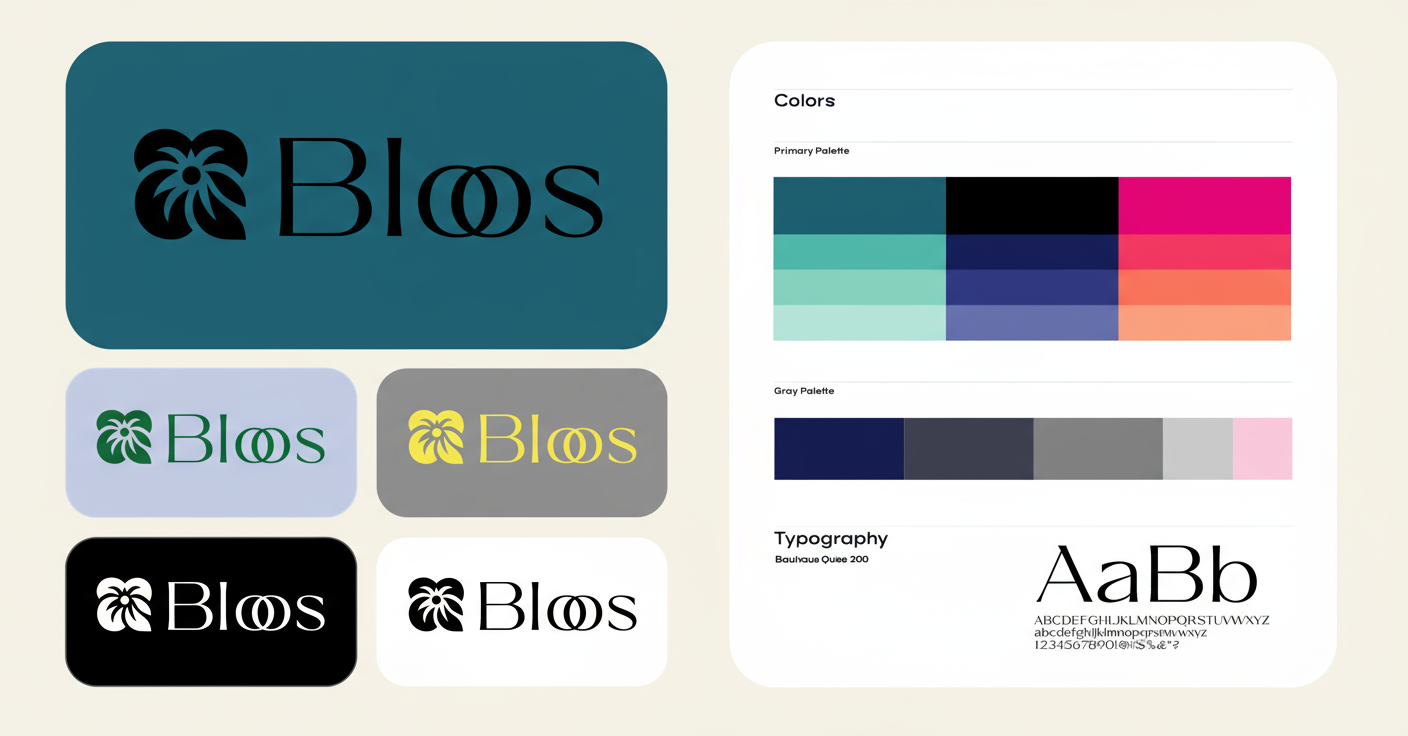 Bloos
Bloos
Bloos
Bloos
Bloos
Colors
Primary Palette
Gray Palette
Typography
AaBb
ABCDEFGHIJKLMNOPQRSTUVWXYZ